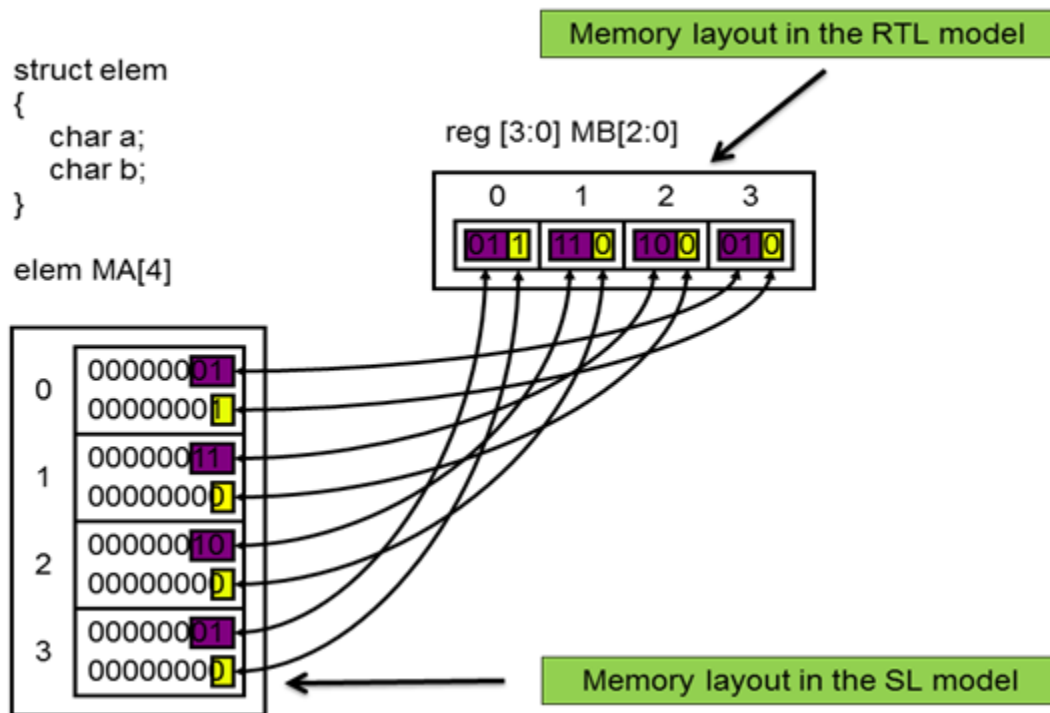 Memory layout in the RTL model
struct elem
{
char a;
char b;
}
elem MA[4]
reg [3:0] MB[2:0]
0 1 2 3
01 1 11 0 10 0 01 0
0
00000001
00000001
1
00000011
00000000
2
00000010
00000000
3
00000001
00000000
Memory layout in the SL model